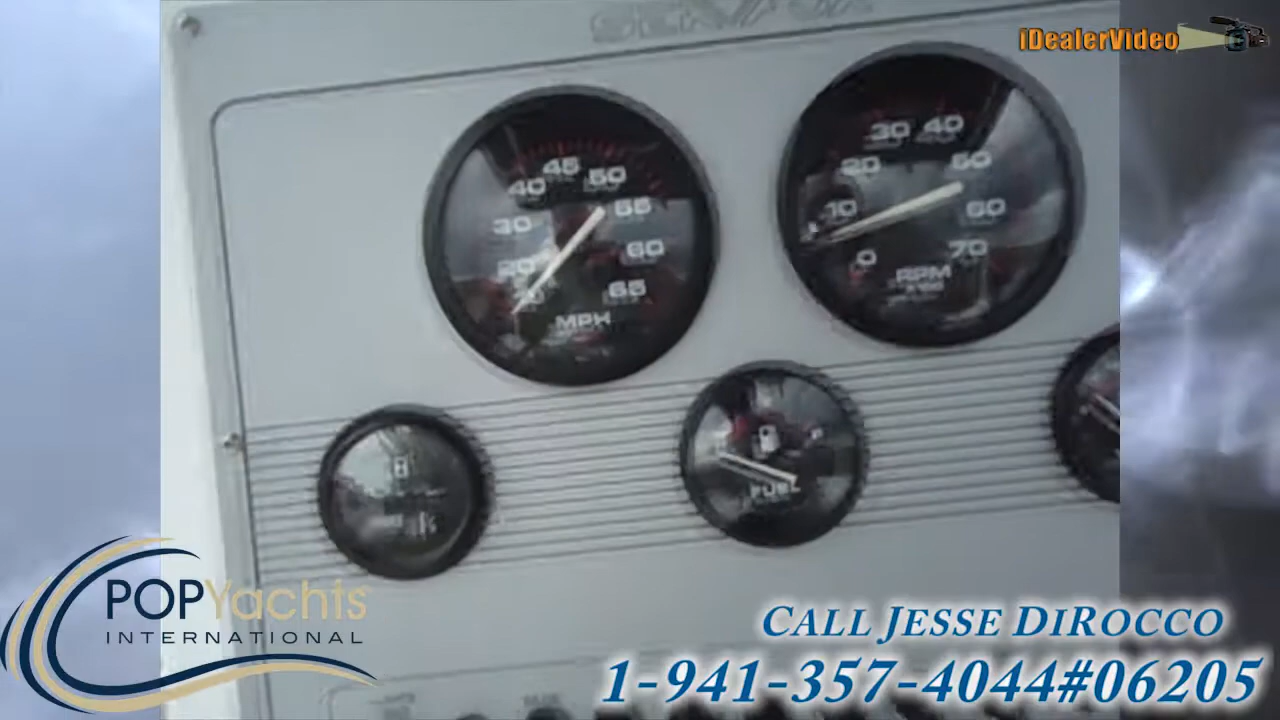 iDealerVideo
30 40
20 50
10 60
0 70
RPM
45
40 50
30 55
20 60
65
MPH
FUEL
POPYachts
INTERNATIONAL
CALL JESSE DIROCCO
1-941-357-4044#06205